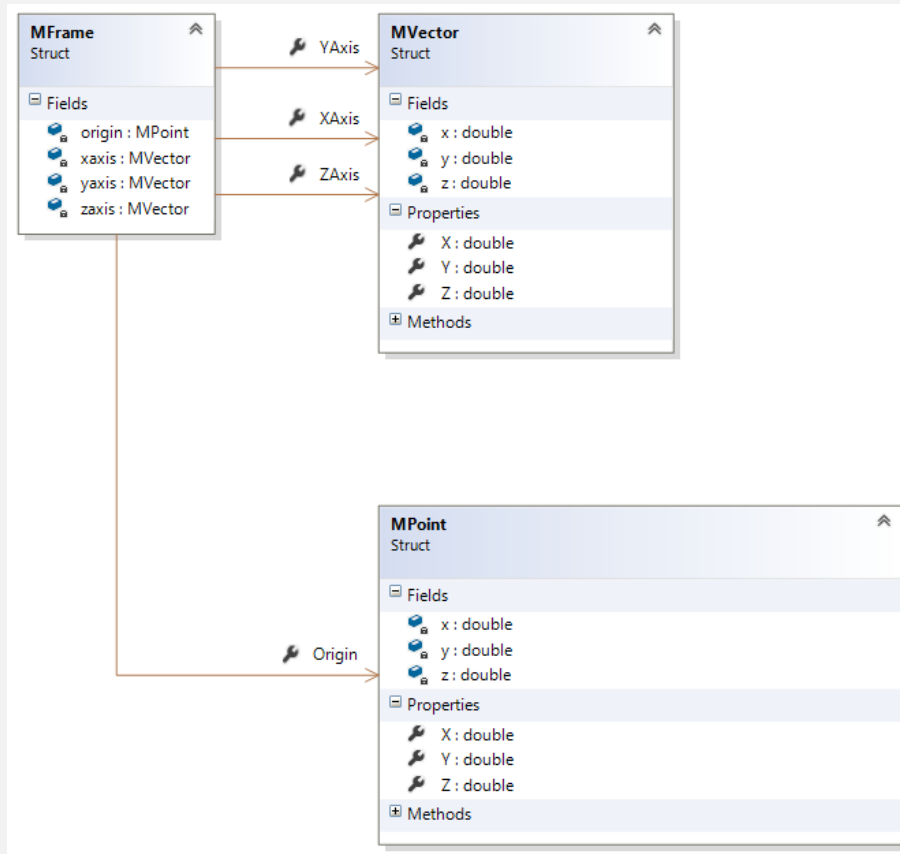 MFrame
Struct
Fields
origin : MPoint
xaxis : MVector
yaxis : MVector
zaxis : MVector
YAxis
XAxis
ZAxis
MVector
Struct
Fields
x : double
y : double
z : double
Properties
X : double
Y : double
Z : double
Methods
Origin
MPoint
Struct
Fields
x : double
y : double
z : double
Properties
X : double
Y : double
Z : double
Methods